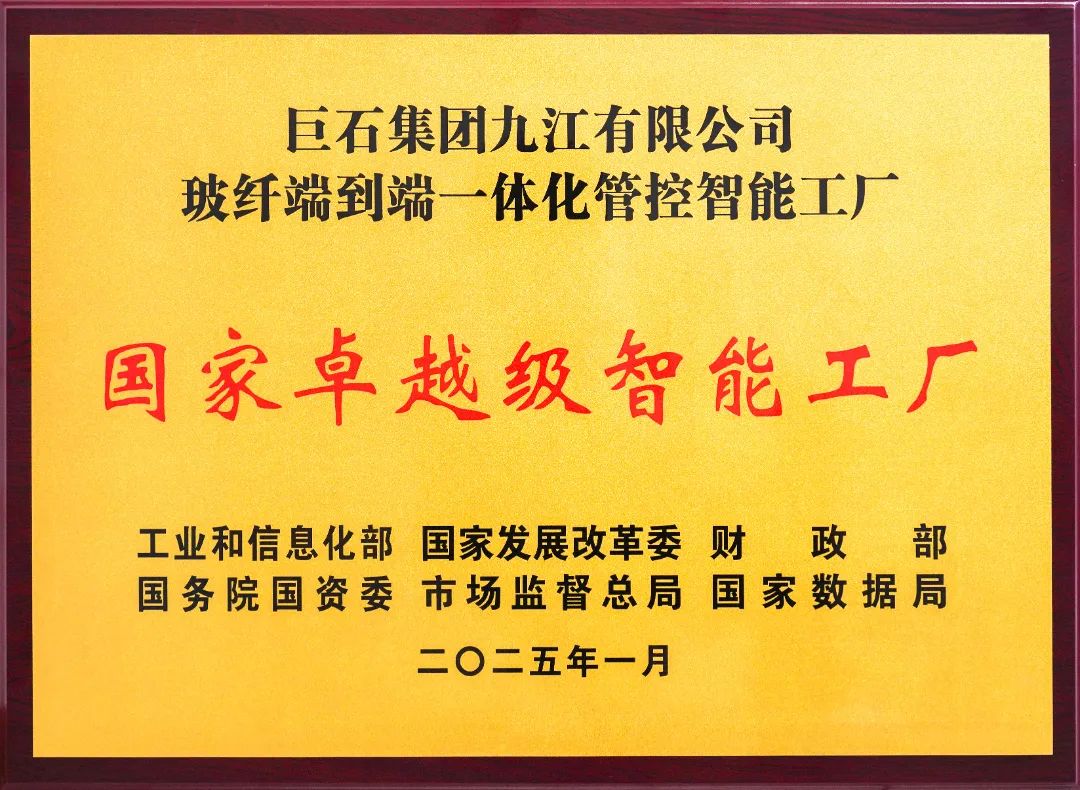 巨石集团九江有限公司
玻纤端到端一体化管控智能工厂
国家卓越级智能工厂
工业和信息化部 国家发展改革委 财政部
国务院国资委 市场监督总局 国家数据局
二〇二五年一月